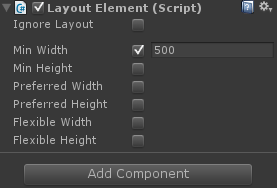 Layout Element (Script)
Ignore Layout
Min Width 500
Min Height
Preferred Width
Preferred Height
Flexible Width
Flexible Height
Add Component